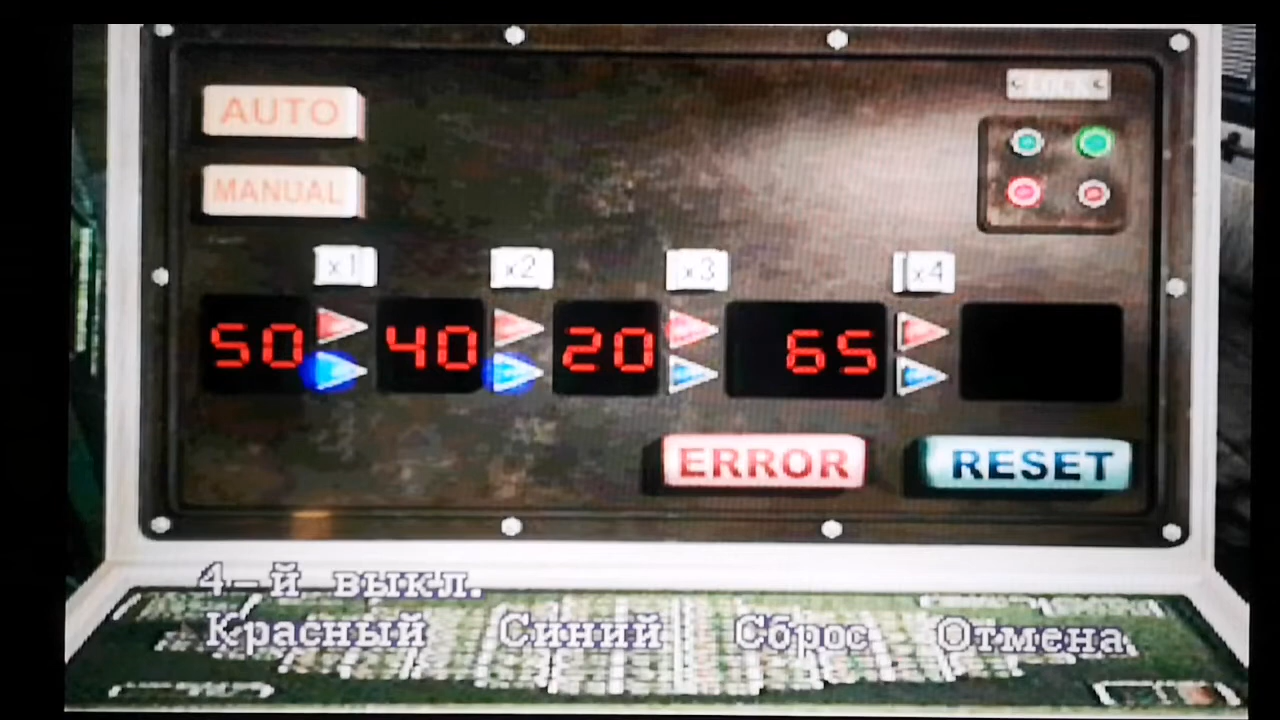 AUTO
MANUAL
x1 x2 x3 x4
50 40 20 65
ERROR RESET
4-й выкл.
Красный Синий Сброс Отмена